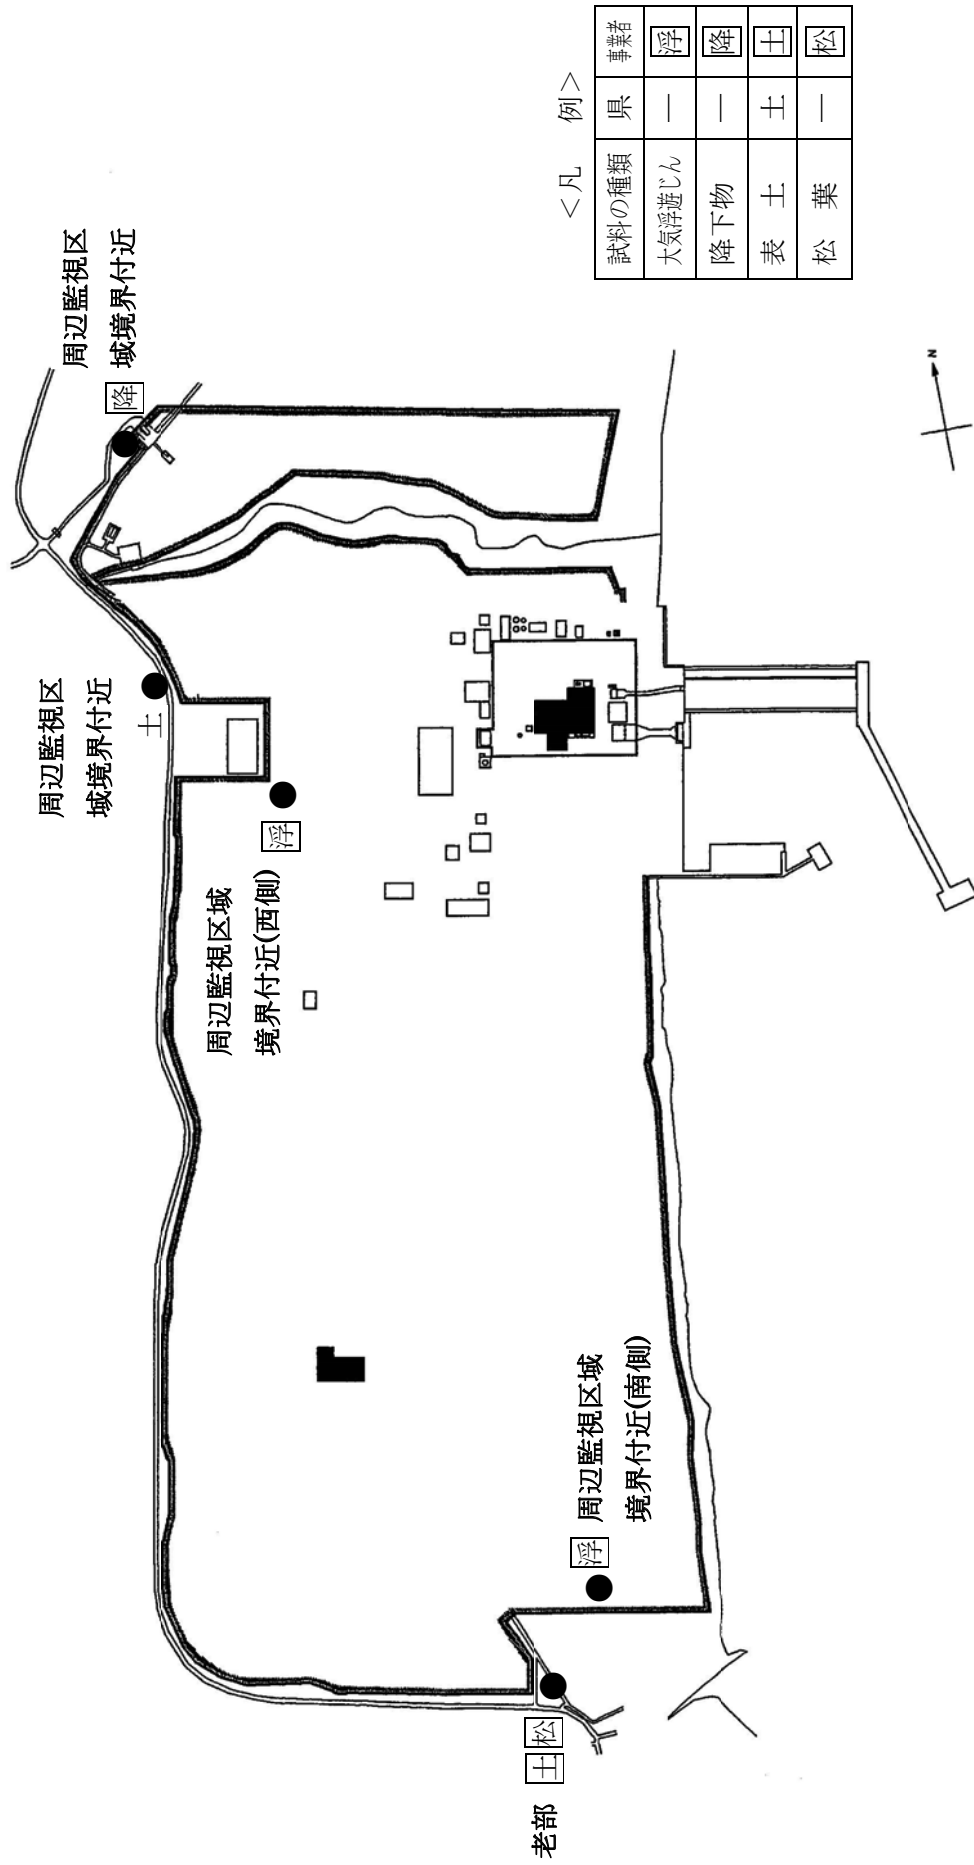 周辺監視区
域境界付近
降
周辺監視区
域境界付近
土
周辺監視区域
境界付近(西側)
浮
周辺監視区域
境界付近(南側)
浮
老部 土 松
N
＜凡 例＞
試料の種類 県 事業者
大気浮遊じん － 浮
降下物 － 降
表 土 土 土
松 葉 － 松